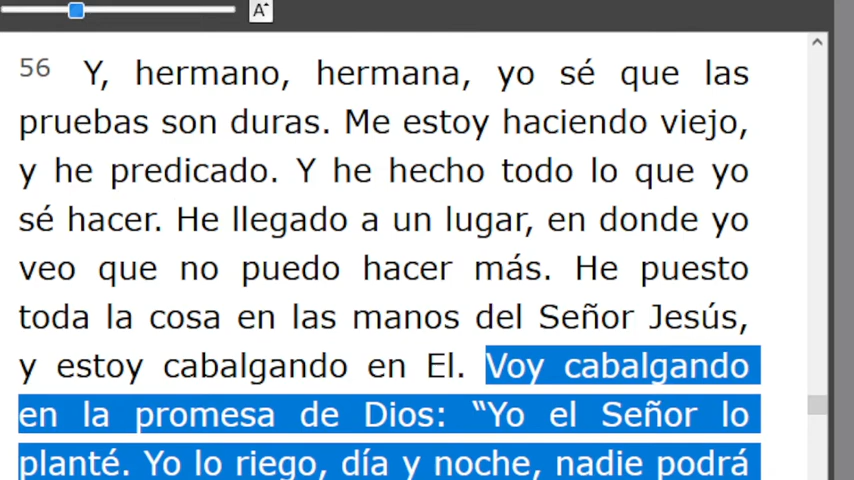 A
56 Y, hermano, hermana, yo sé que las
pruebas son duras. Me estoy haciendo viejo,
y he predicado. Y he hecho todo lo que yo
sé hacer. He llegado a un lugar, en donde yo
veo que no puedo hacer más. He puesto
toda la cosa en las manos del Señor Jesús,
y estoy cabalgando en El. Voy cabalgando
en la promesa de Dios: “Yo el Señor lo
planté. Yo lo riego, día y noche, nadie podrá